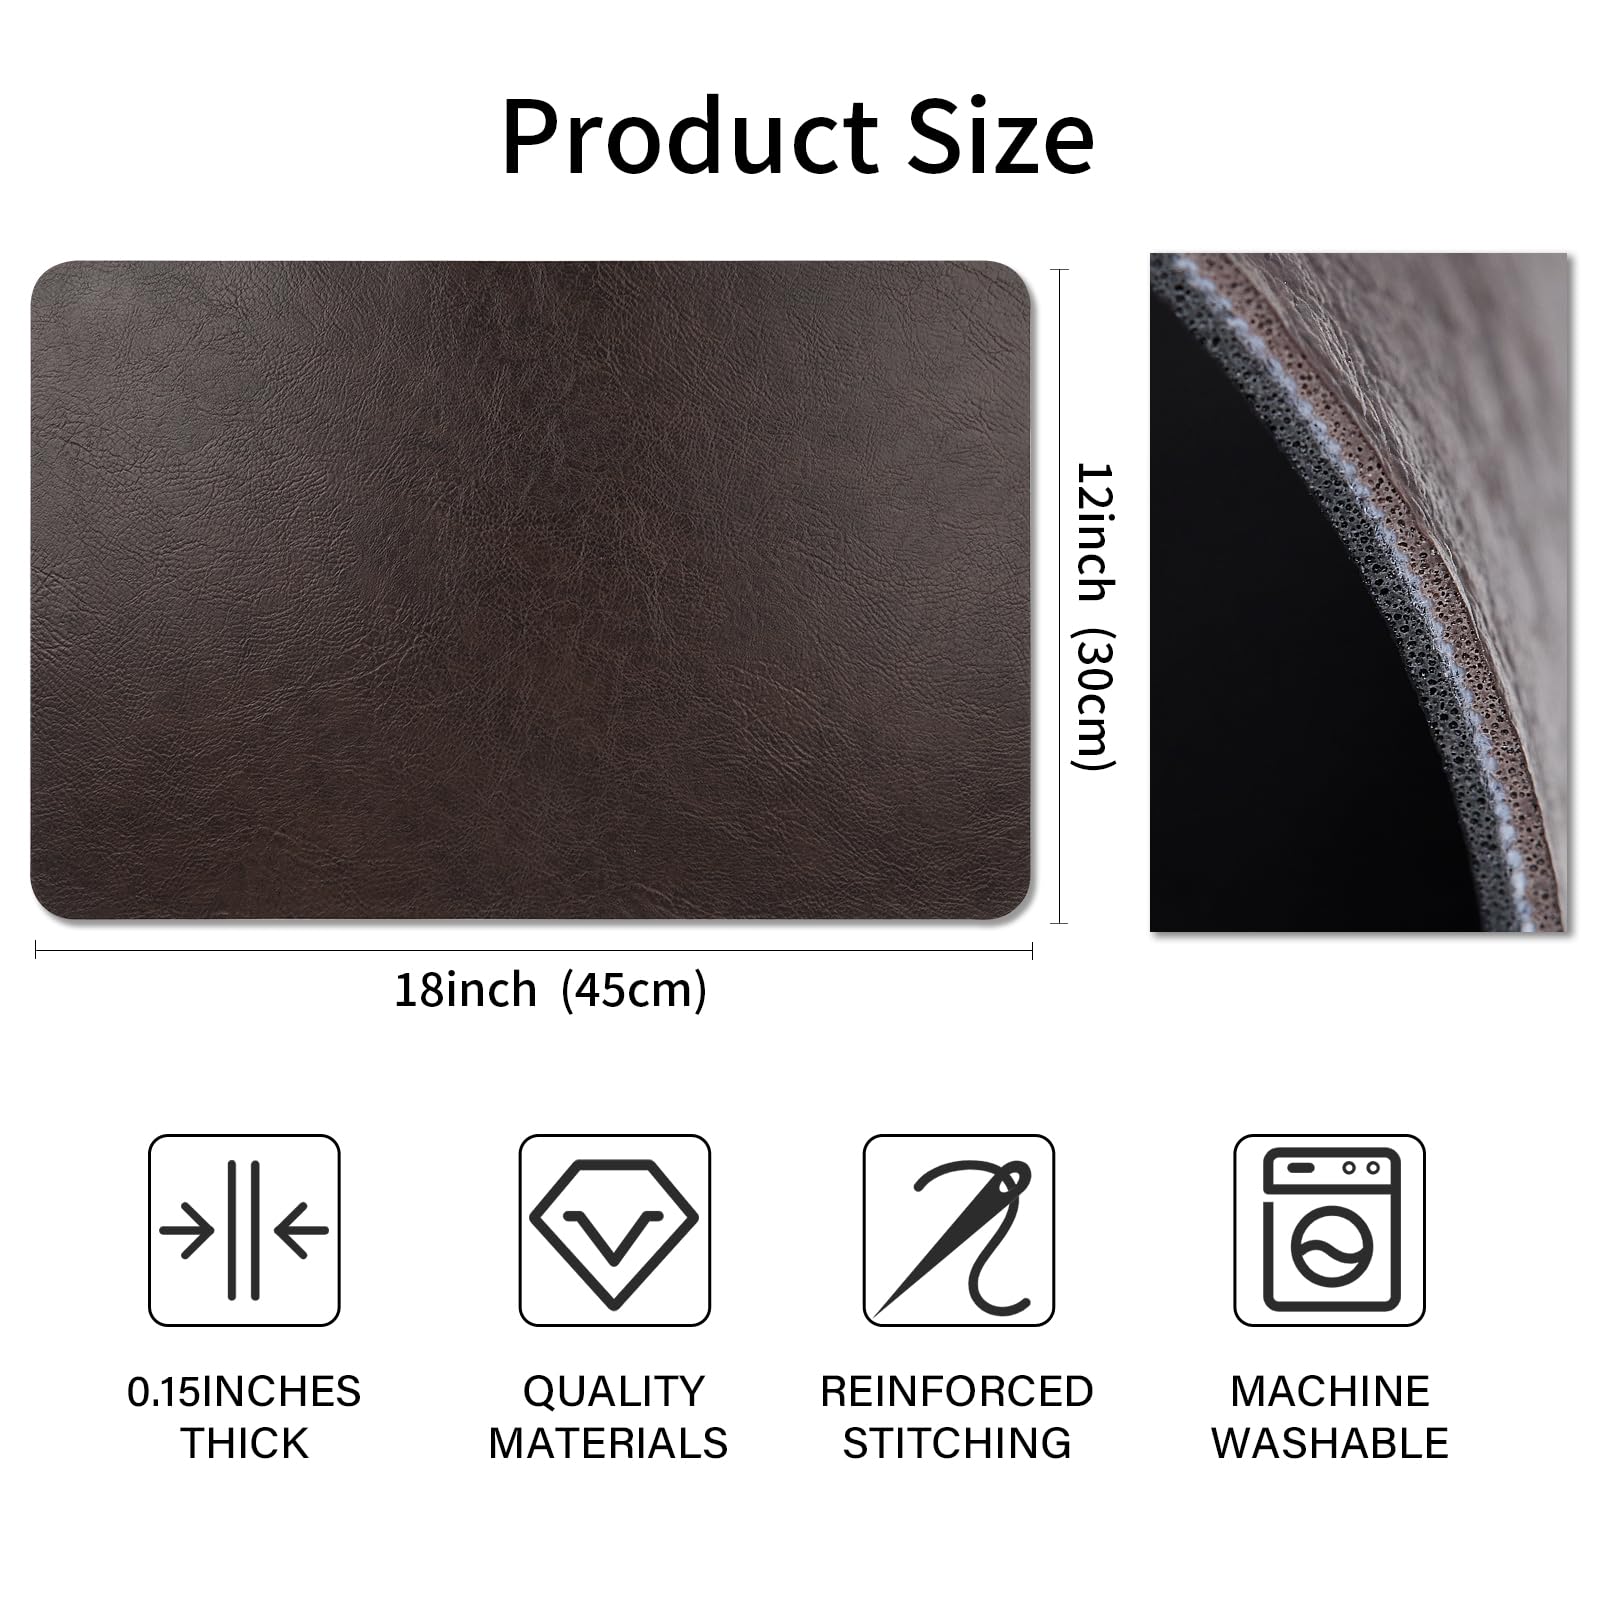 Product Size
12inch (30cm)
18inch (45cm)
0.15INCHES
THICK
QUALITY
MATERIALS
REINFORCED
STITCHING
MACHINE
WASHABLE